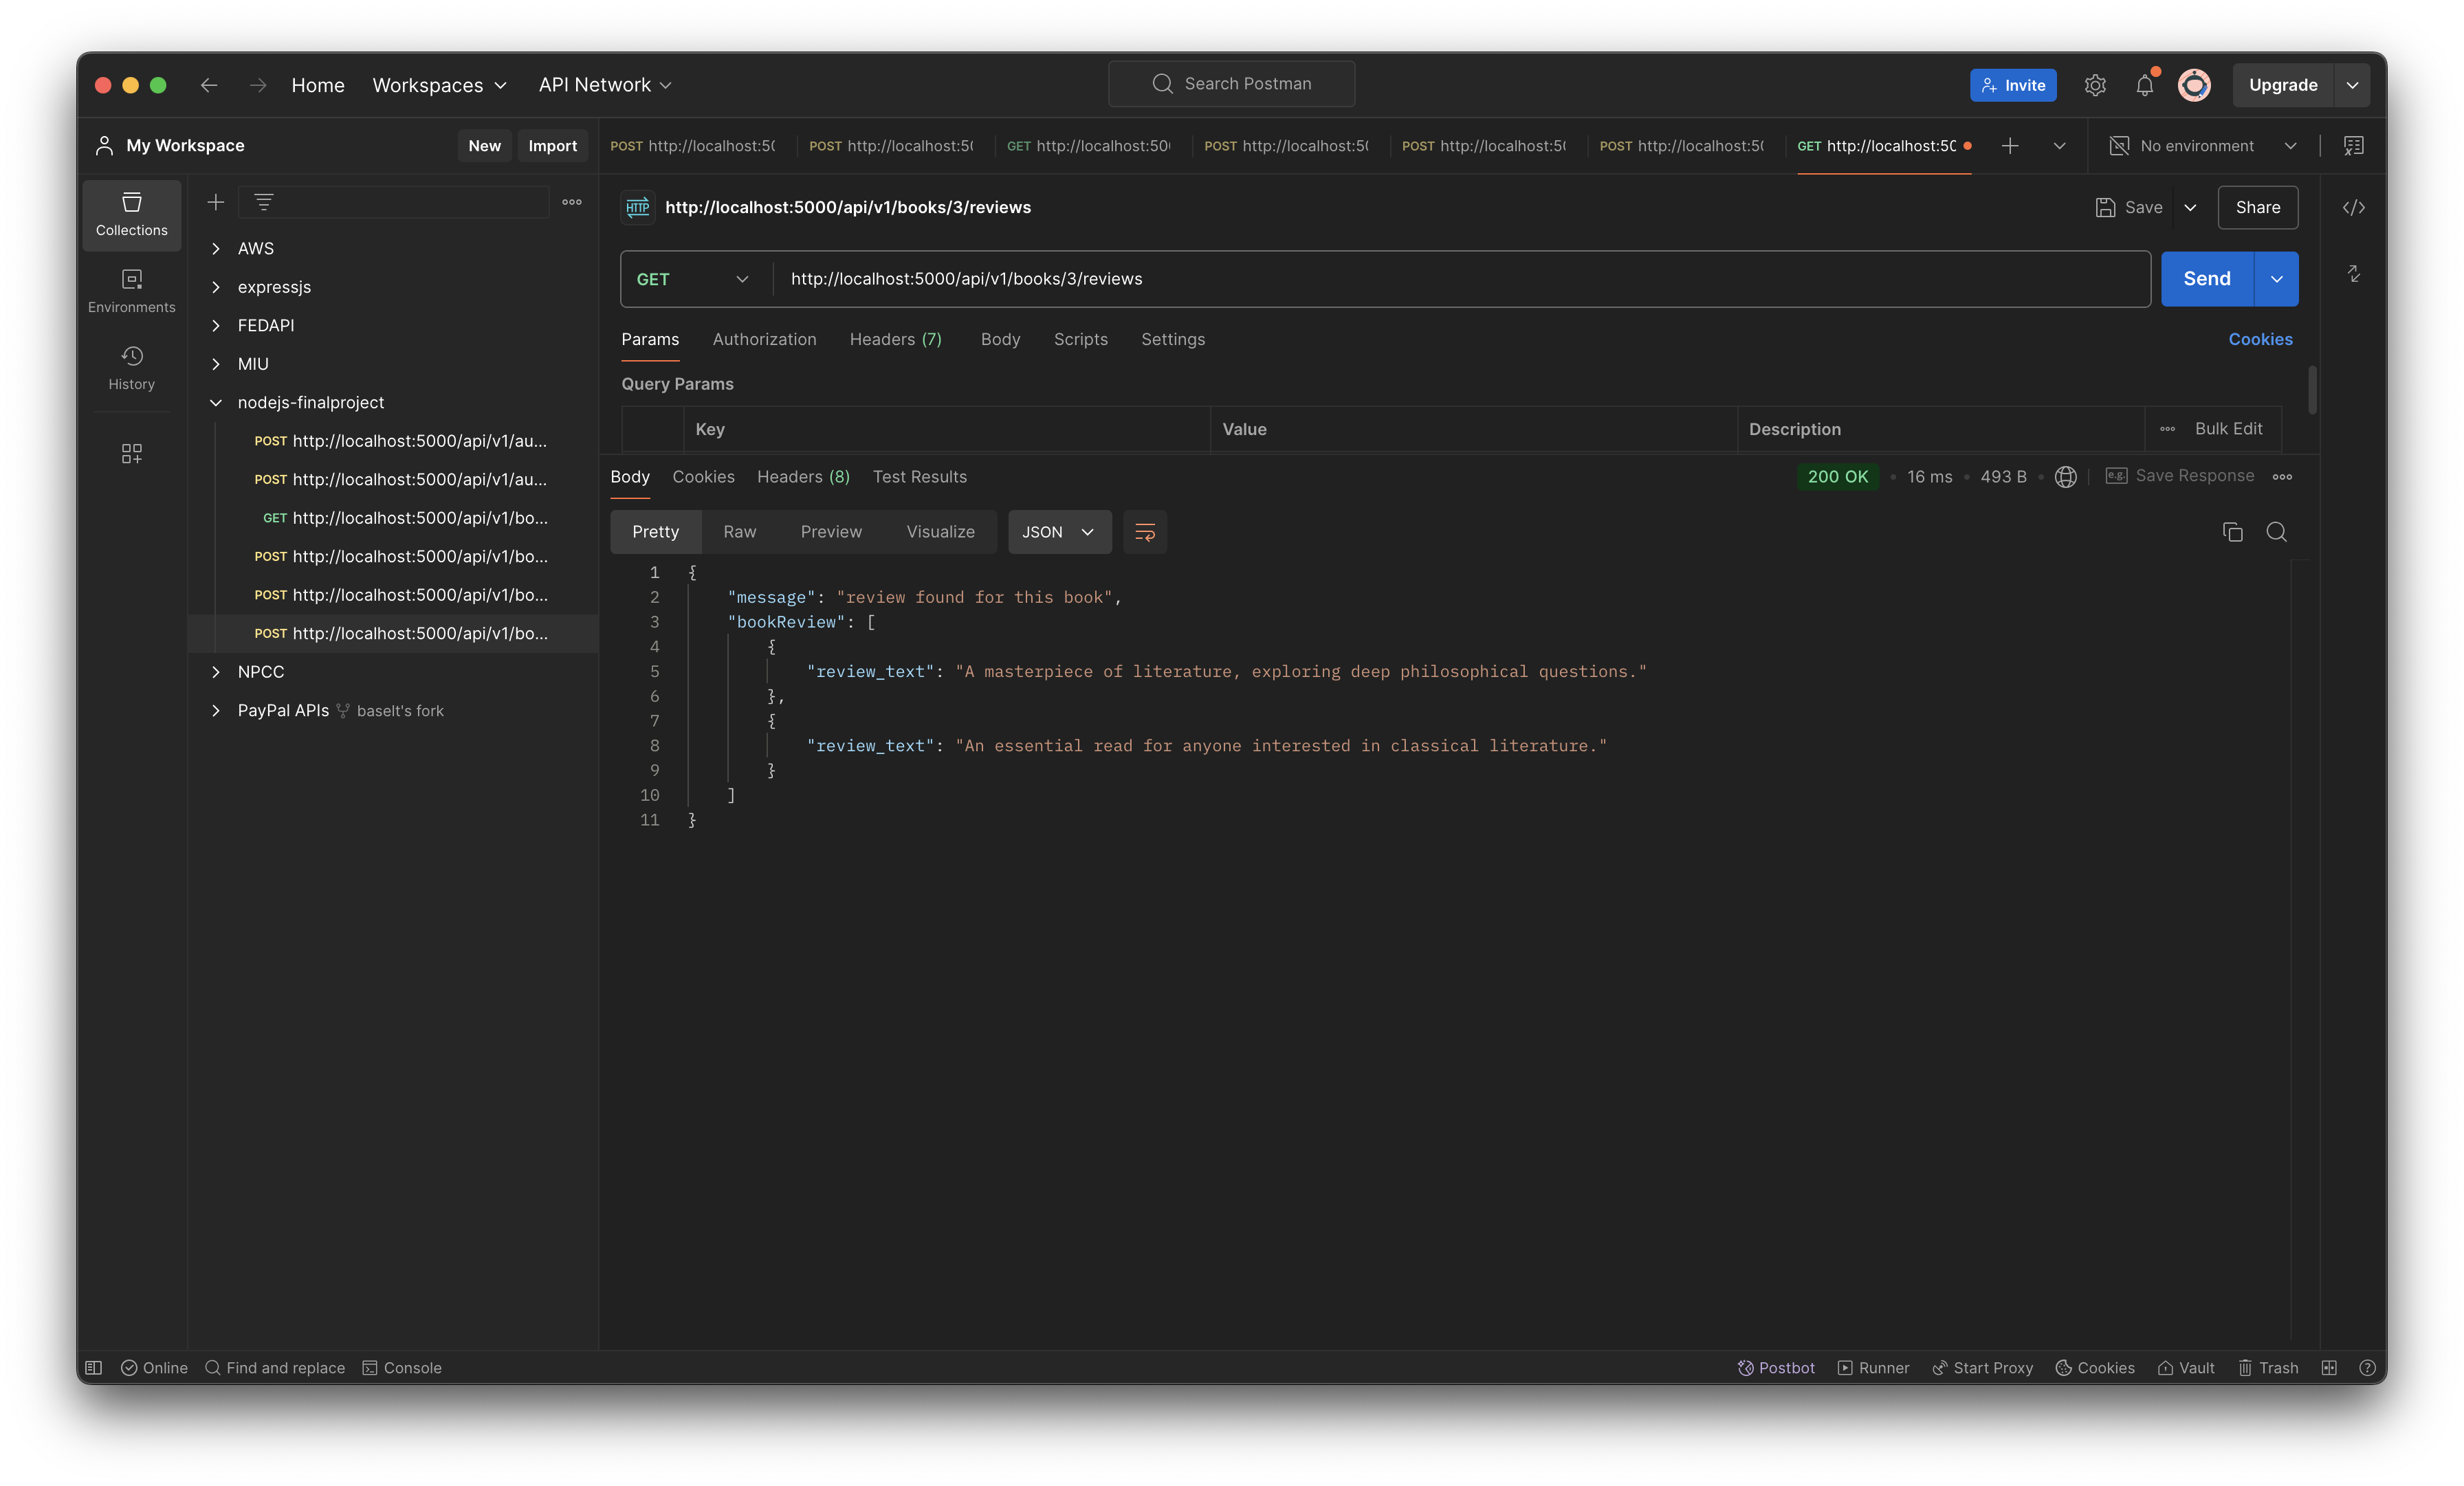 Home Workspaces API Network Search Postman Invite Upgrade
My Workspace New Import
POST http://localhost:50 POST http://localhost:50 GET http://localhost:500 POST http://localhost:50 POST http://localhost:50 POST http://localhost:50 GET http://localhost:50 No environment
Collections
Environments
History
AWS
expressjs
FEDAPI
MIU
nodejs-finalproject
POST http://localhost:5000/api/v1/au...
POST http://localhost:5000/api/v1/au...
GET http://localhost:5000/api/v1/bo...
POST http://localhost:5000/api/v1/bo...
POST http://localhost:5000/api/v1/bo...
POST http://localhost:5000/api/v1/bo...
NPCC
PayPal APIs baselt's fork
HTTP http://localhost:5000/api/v1/books/3/reviews Save Share
GET http://localhost:5000/api/v1/books/3/reviews Send
Params Authorization Headers (7) Body Scripts Settings Cookies
Query Params
Key Value Description Bulk Edit
Body Cookies Headers (8) Test Results 200 OK 16 ms 493 B e.g. Save Response
Pretty Raw Preview Visualize JSON
1 {
2 "message": "review found for this book",
3 "bookReview": [
4 {
5 "review_text": "A masterpiece of literature, exploring deep philosophical questions."
6 },
7 {
8 "review_text": "An essential read for anyone interested in classical literature."
9 }
10 ]
11 }
Online Find and replace Console Postbot Runner Start Proxy Cookies Vault Trash